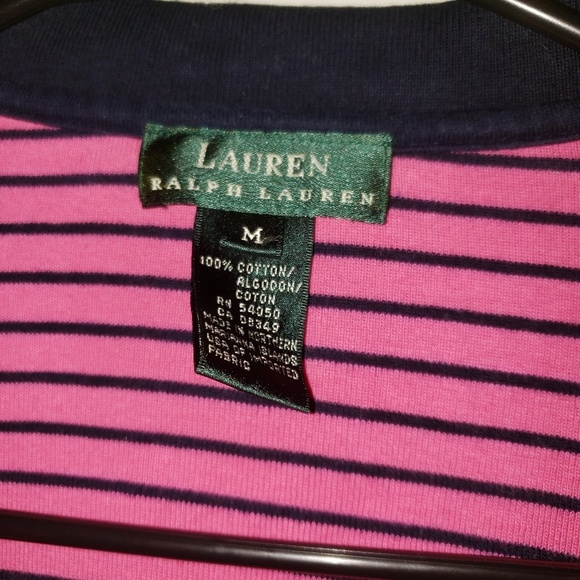 LAUREN
RALPH LAUREN
M
100% COTTON/
ALGODON/
COTON
RN 54050
CA 08349
MADE IN NORTHERN
MARIANA ISLANDS
USA OF IMPORTED
FABRIC